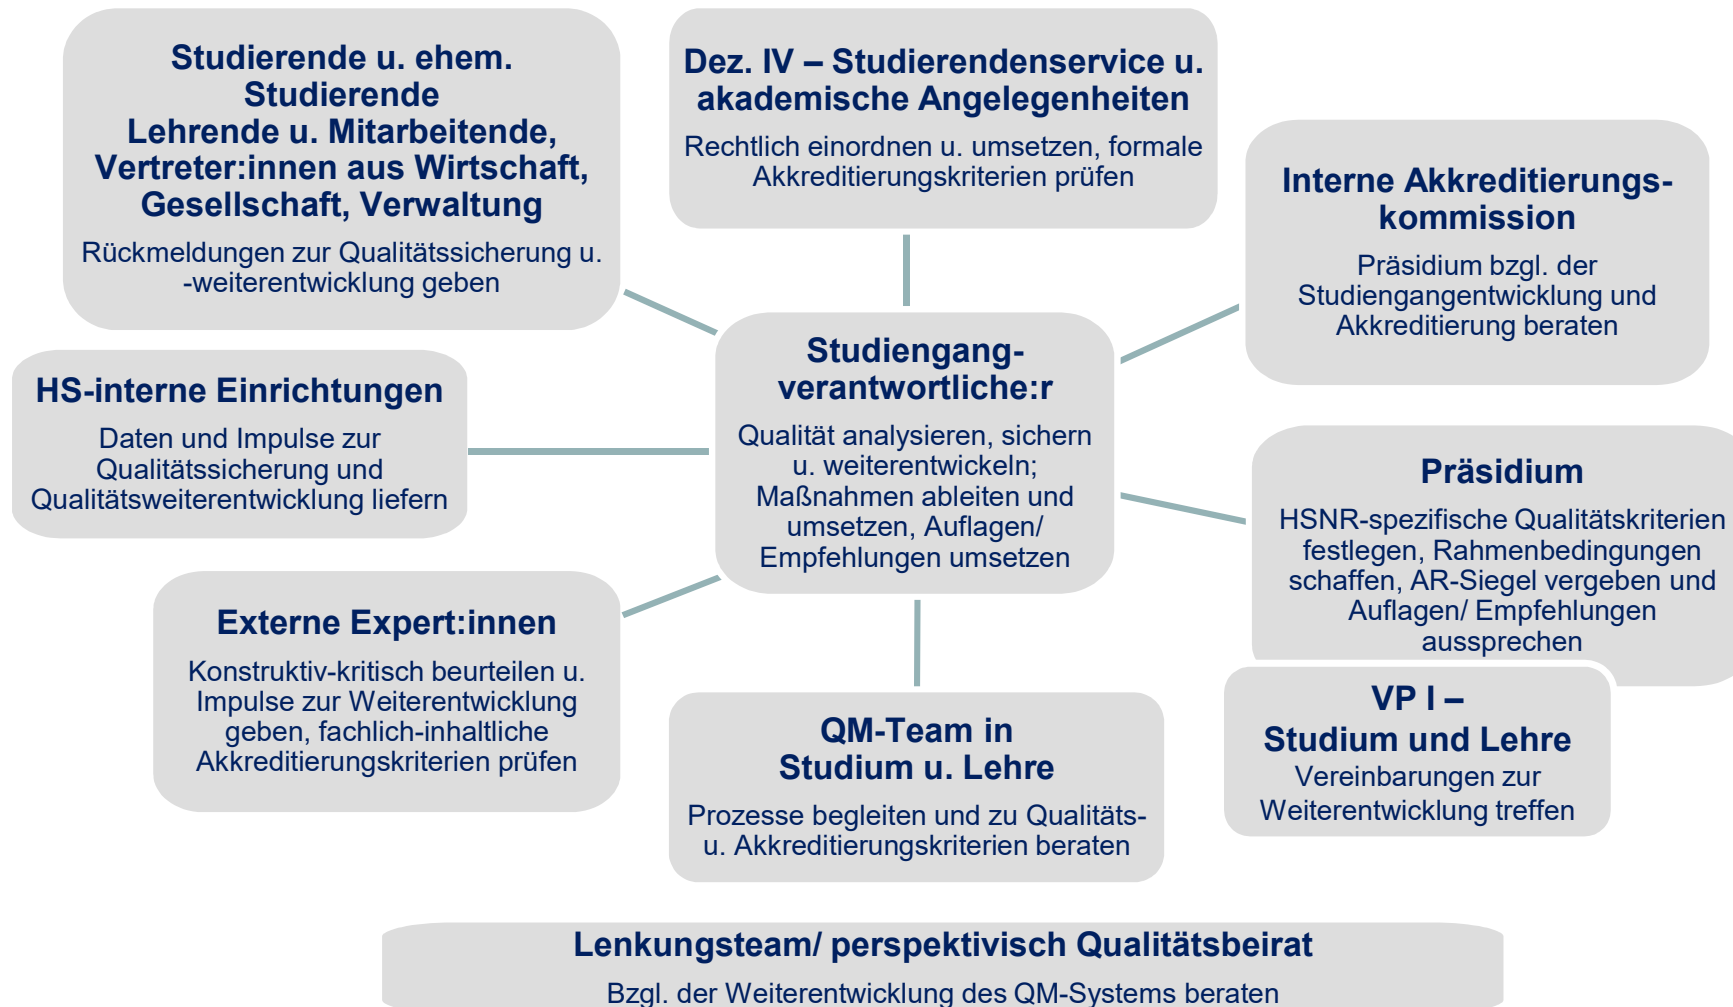 Studierende u. ehem.
Studierende
Lehrende u. Mitarbeitende,
Vertreter:innen aus Wirtschaft,
Gesellschaft, Verwaltung
Rückmeldungen zur Qualitätssicherung u.
-weiterentwicklung geben
Dez. IV – Studierendenservice u.
akademische Angelegenheiten
Rechtlich einordnen u. umsetzen, formale
Akkreditierungskriterien prüfen
Interne Akkreditierungs-
kommission
Präsidium bzgl. der
Studiengangentwicklung und
Akkreditierung beraten
HS-interne Einrichtungen
Daten und Impulse zur
Qualitätssicherung und
Qualitätsweiterentwicklung liefern
Studiengang-
verantwortliche:r
Qualität analysieren, sichern
u. weiterentwickeln;
Maßnahmen ableiten und
umsetzen, Auflagen/
Empfehlungen umsetzen
Präsidium
HSNR-spezifische Qualitätskriterien
festlegen, Rahmenbedingungen
schaffen, AR-Siegel vergeben und
Auflagen/ Empfehlungen
aussprechen
Externe Expert:innen
Konstruktiv-kritisch beurteilen u.
Impulse zur Weiterentwicklung
geben, fachlich-inhaltliche
Akkreditierungskriterien prüfen
QM-Team in
Studium u. Lehre
Prozesse begleiten und zu Qualitäts-
u. Akkreditierungskriterien beraten
VP I –
Studium und Lehre
Vereinbarungen zur
Weiterentwicklung treffen
Lenkungsteam/ perspektivisch Qualitätsbeirat
Bzgl. der Weiterentwicklung des QM-Systems beraten